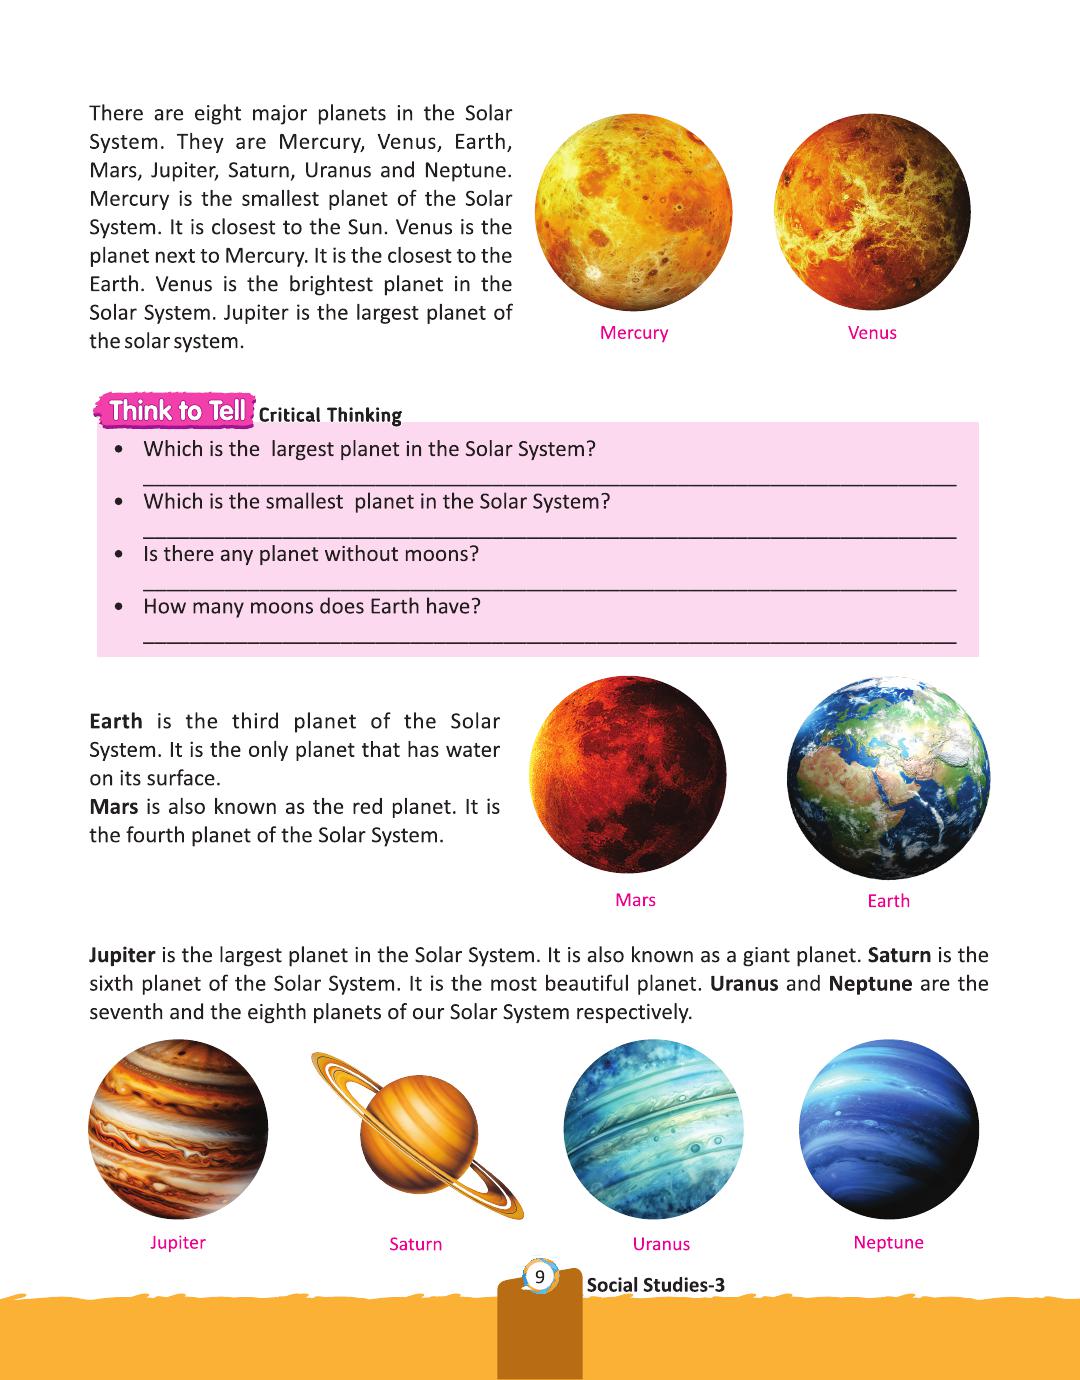 There are eight major planets in the Solar
System. They are Mercury, Venus, Earth,
Mars, Jupiter, Saturn, Uranus and Neptune.
Mercury is the smallest planet of the Solar
System. It is closest to the Sun. Venus is the
planet next to Mercury. It is the closest to the
Earth. Venus is the brightest planet in the
Solar System. Jupiter is the largest planet of
the solar system.
Mercury
Venus
Think to Tell Critical Thinking
• Which is the largest planet in the Solar System?
• Which is the smallest planet in the Solar System?
• Is there any planet without moons?
• How many moons does Earth have?
Earth is the third planet of the Solar
System. It is the only planet that has water
on its surface.
Mars is also known as the red planet. It is
the fourth planet of the Solar System.
Mars
Earth
Jupiter is the largest planet in the Solar System. It is also known as a giant planet. Saturn is the
sixth planet of the Solar System. It is the most beautiful planet. Uranus and Neptune are the
seventh and the eighth planets of our Solar System respectively.
Jupiter
Saturn
Uranus
Neptune
9
Social Studies-3